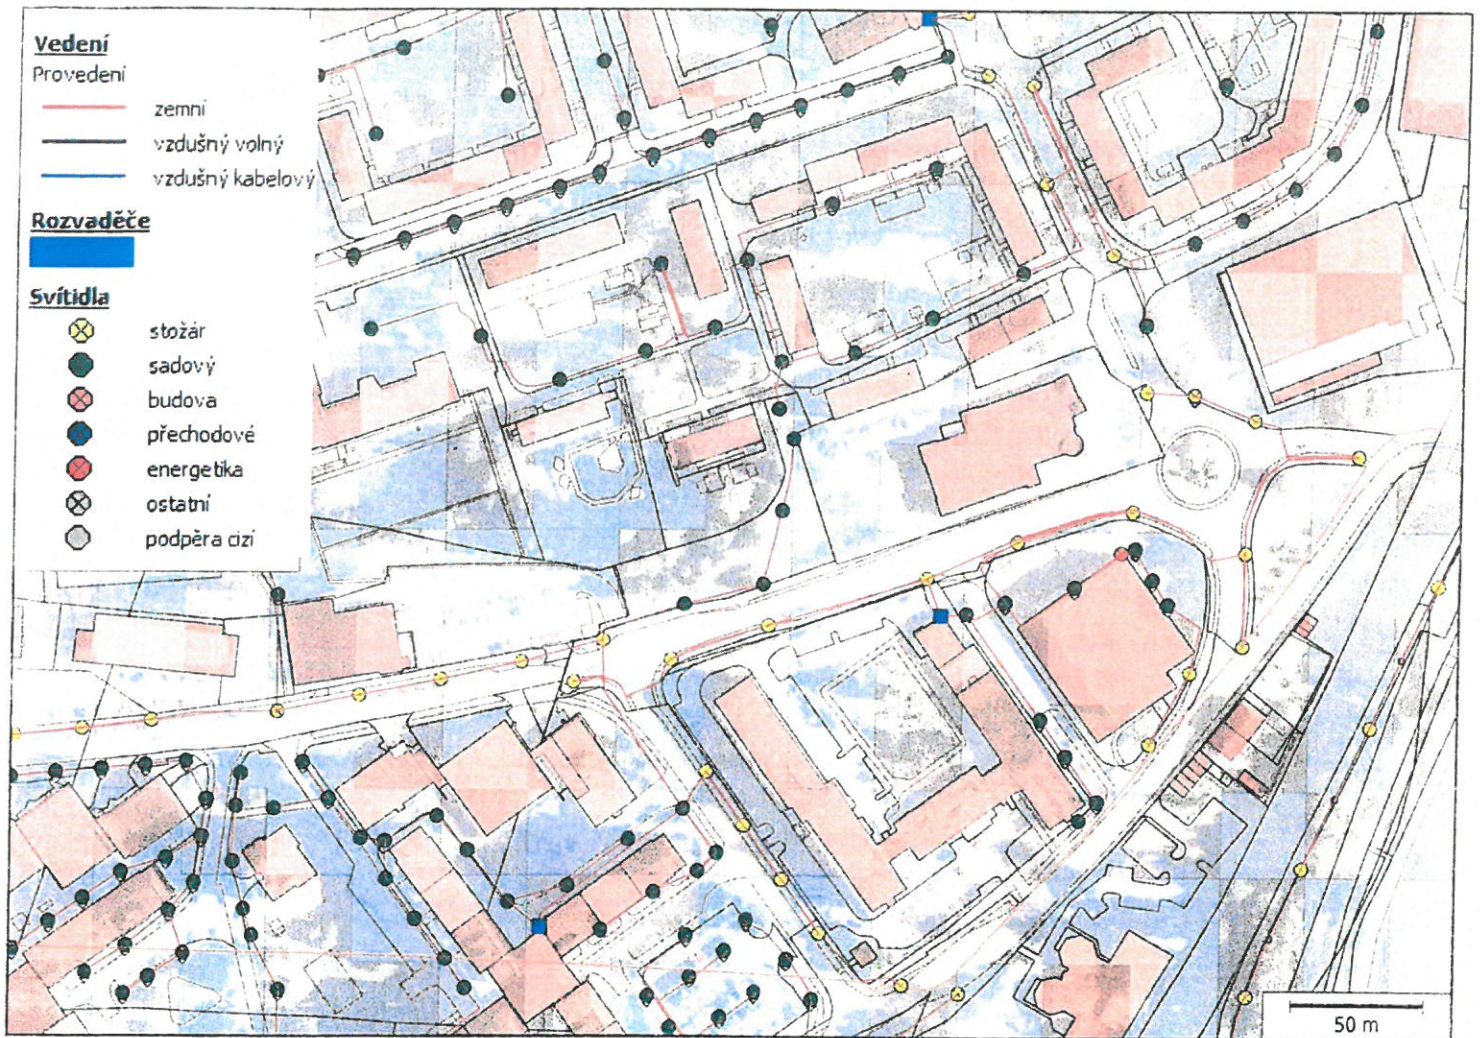 Vedení
Provedení
zemní
vzdušný volný
vzdušný kabelový
Rozvaděče
Svítidla
stožár
sadový
budova
přechodové
energetika
ostatní
podpěra cizí
50 m